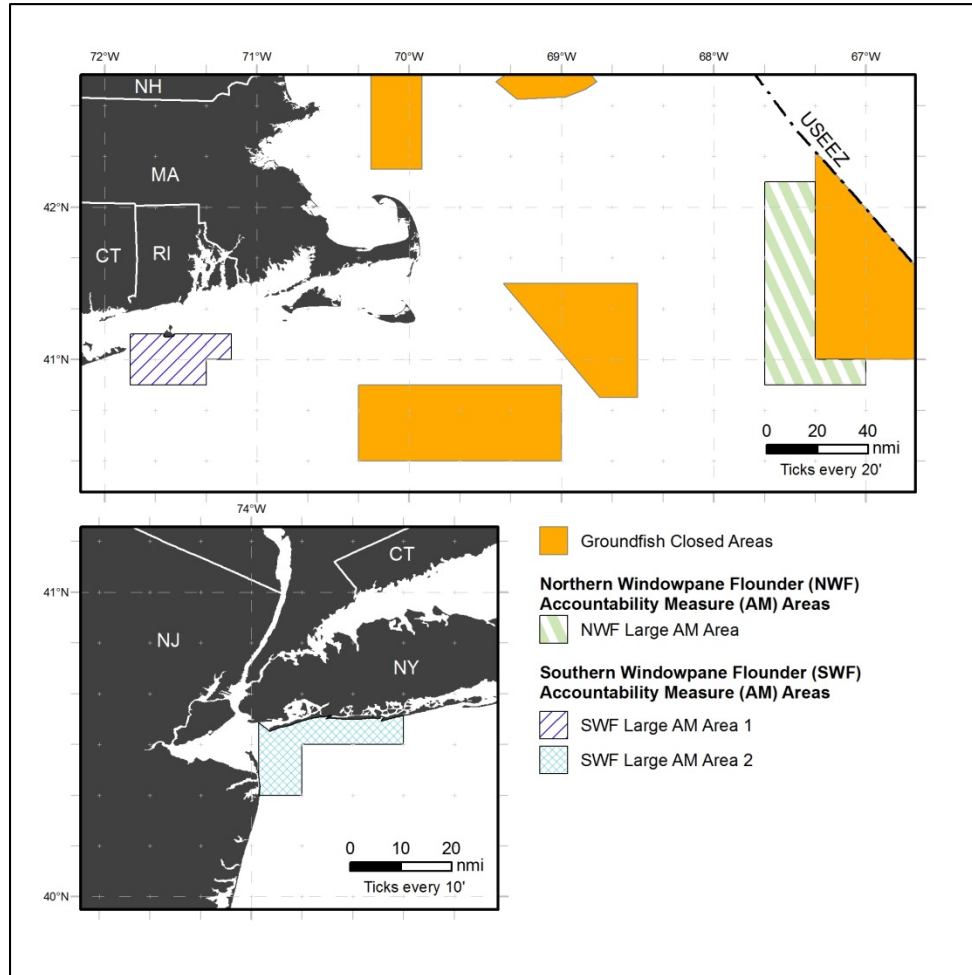 72°W 71°W 70°W 69°W 68°W 67°W
NH
USEEZ
MA
42°N
CT RI
41°N
0 20 40
nmi
Ticks every 20'
74°W
CT
41°N
NJ
NY
0 10 20
nmi
Ticks every 10'
40°N
Groundfish Closed Areas
Northern Windowpane Flounder (NWF)
Accountability Measure (AM) Areas
NWF Large AM Area
Southern Windowpane Flounder (SWF)
Accountability Measure (AM) Areas
SWF Large AM Area 1
SWF Large AM Area 2